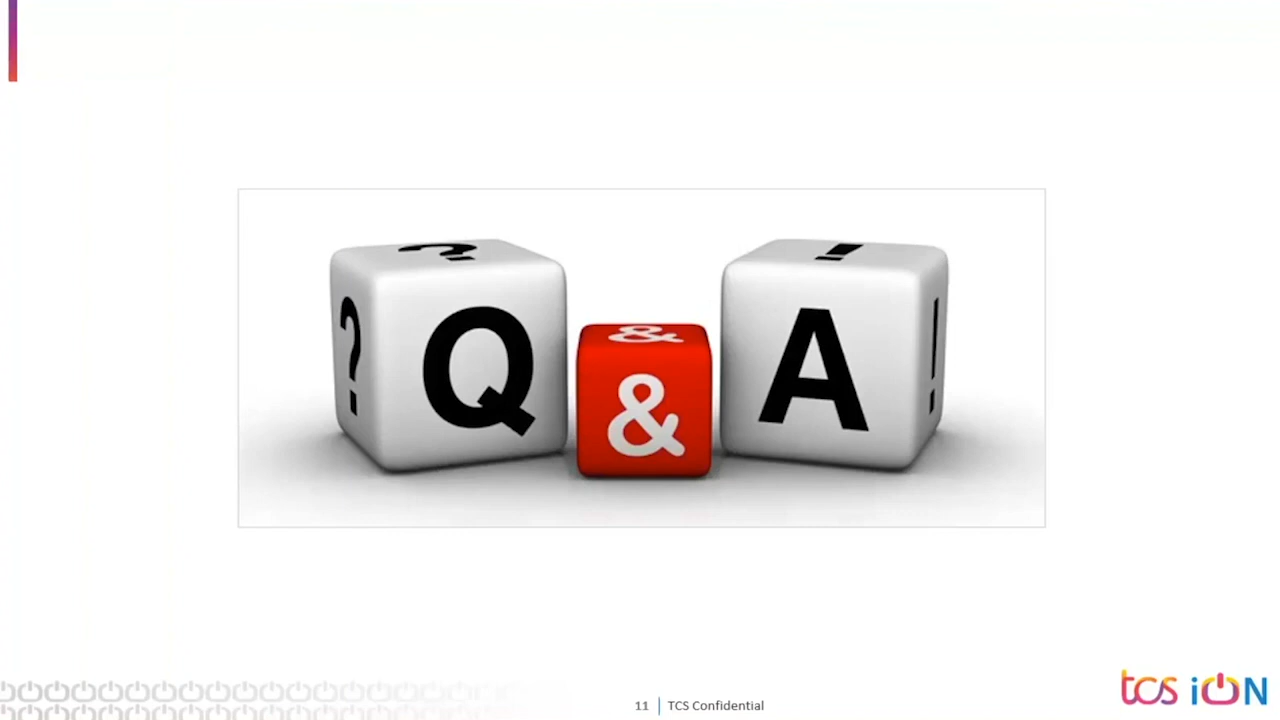 ? ? Q & & A ! !
11 | TCS Confidential
tcs iON